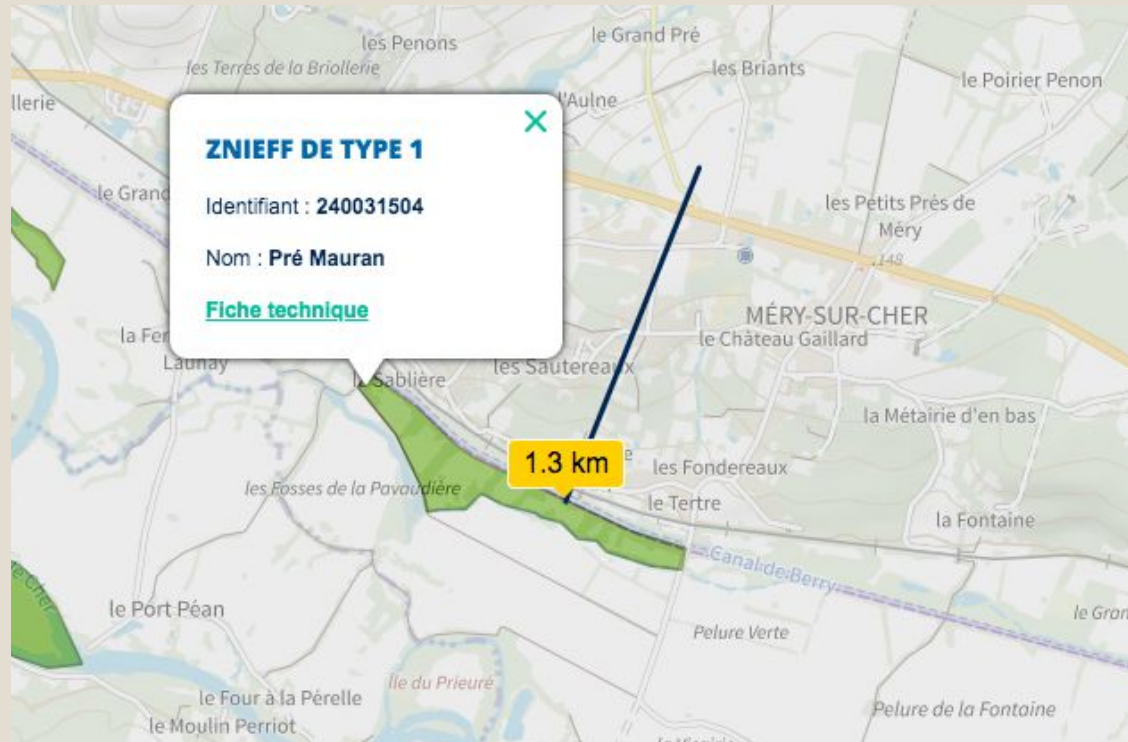 les Penons
le Grand Pré
les Terres de la Briollerie
les Briants
le Poirier Penon
llerie
l'Aulne
ZNIEFF DE TYPE 1
Identifiant : 240031504
le Grand
les Petits Prés de
Méry
Nom : Pré Mauran
148
Fiche technique
MÉRY-SUR-CHER
la Fer
le Château Gaillard
Launay
les Sautereaux
la Sablière
la Métairie d'en bas
1.3 km
e
les Fondereaux
les Fosses de la Pavaudière
le Tertre
la Fontaine
Canal de Berry
e Cher
le Port Péan
le Gran
Pelure Verte
Île du Prieuré
le Four à la Pérelle
Pelure de la Fontaine
le Moulin Perriot